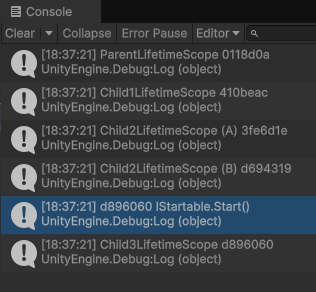 Console
Clear Collapse Error Pause Editor
[18:37:21] ParentLifetimeScope 0118d0a
UnityEngine.Debug:Log (object)
[18:37:21] Child1LifetimeScope 410beac
UnityEngine.Debug:Log (object)
[18:37:21] Child2LifetimeScope (A) 3fe6d1e
UnityEngine.Debug:Log (object)
[18:37:21] Child2LifetimeScope (B) d694319
UnityEngine.Debug:Log (object)
[18:37:21] d896060 IStartable.Start()
UnityEngine.Debug:Log (object)
[18:37:21] Child3LifetimeScope d896060
UnityEngine.Debug:Log (object)